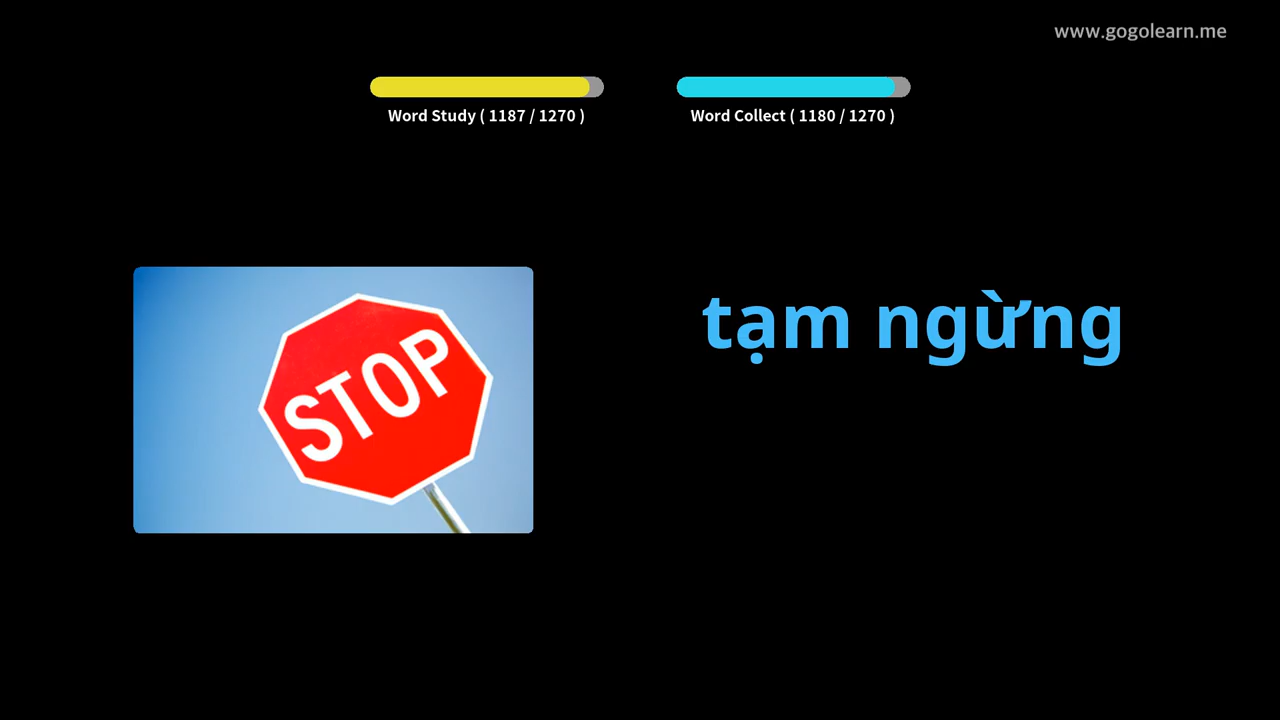 www.gogolearn.me
Word Study ( 1187 / 1270 )
Word Collect ( 1180 / 1270 )
STOP
tạm ngừng